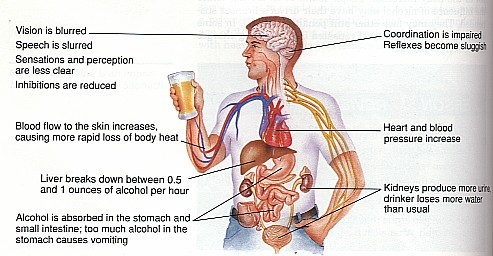 Vision is blurred
Speech is slurred
Sensations and perception
are less clear
Inhibitions are reduced
Blood flow to the skin increases,
causing more rapid loss of body heat
Liver breaks down between 0.5
and 1 ounces of alcohol per hour
Alcohol is absorbed in the stomach and
small intestine; too much alcohol in the
stomach causes vomiting
Coordination is impaired
Reflexes become sluggish
Heart and blood
pressure increase
Kidneys produce more urine,
drinker loses more water
than usual